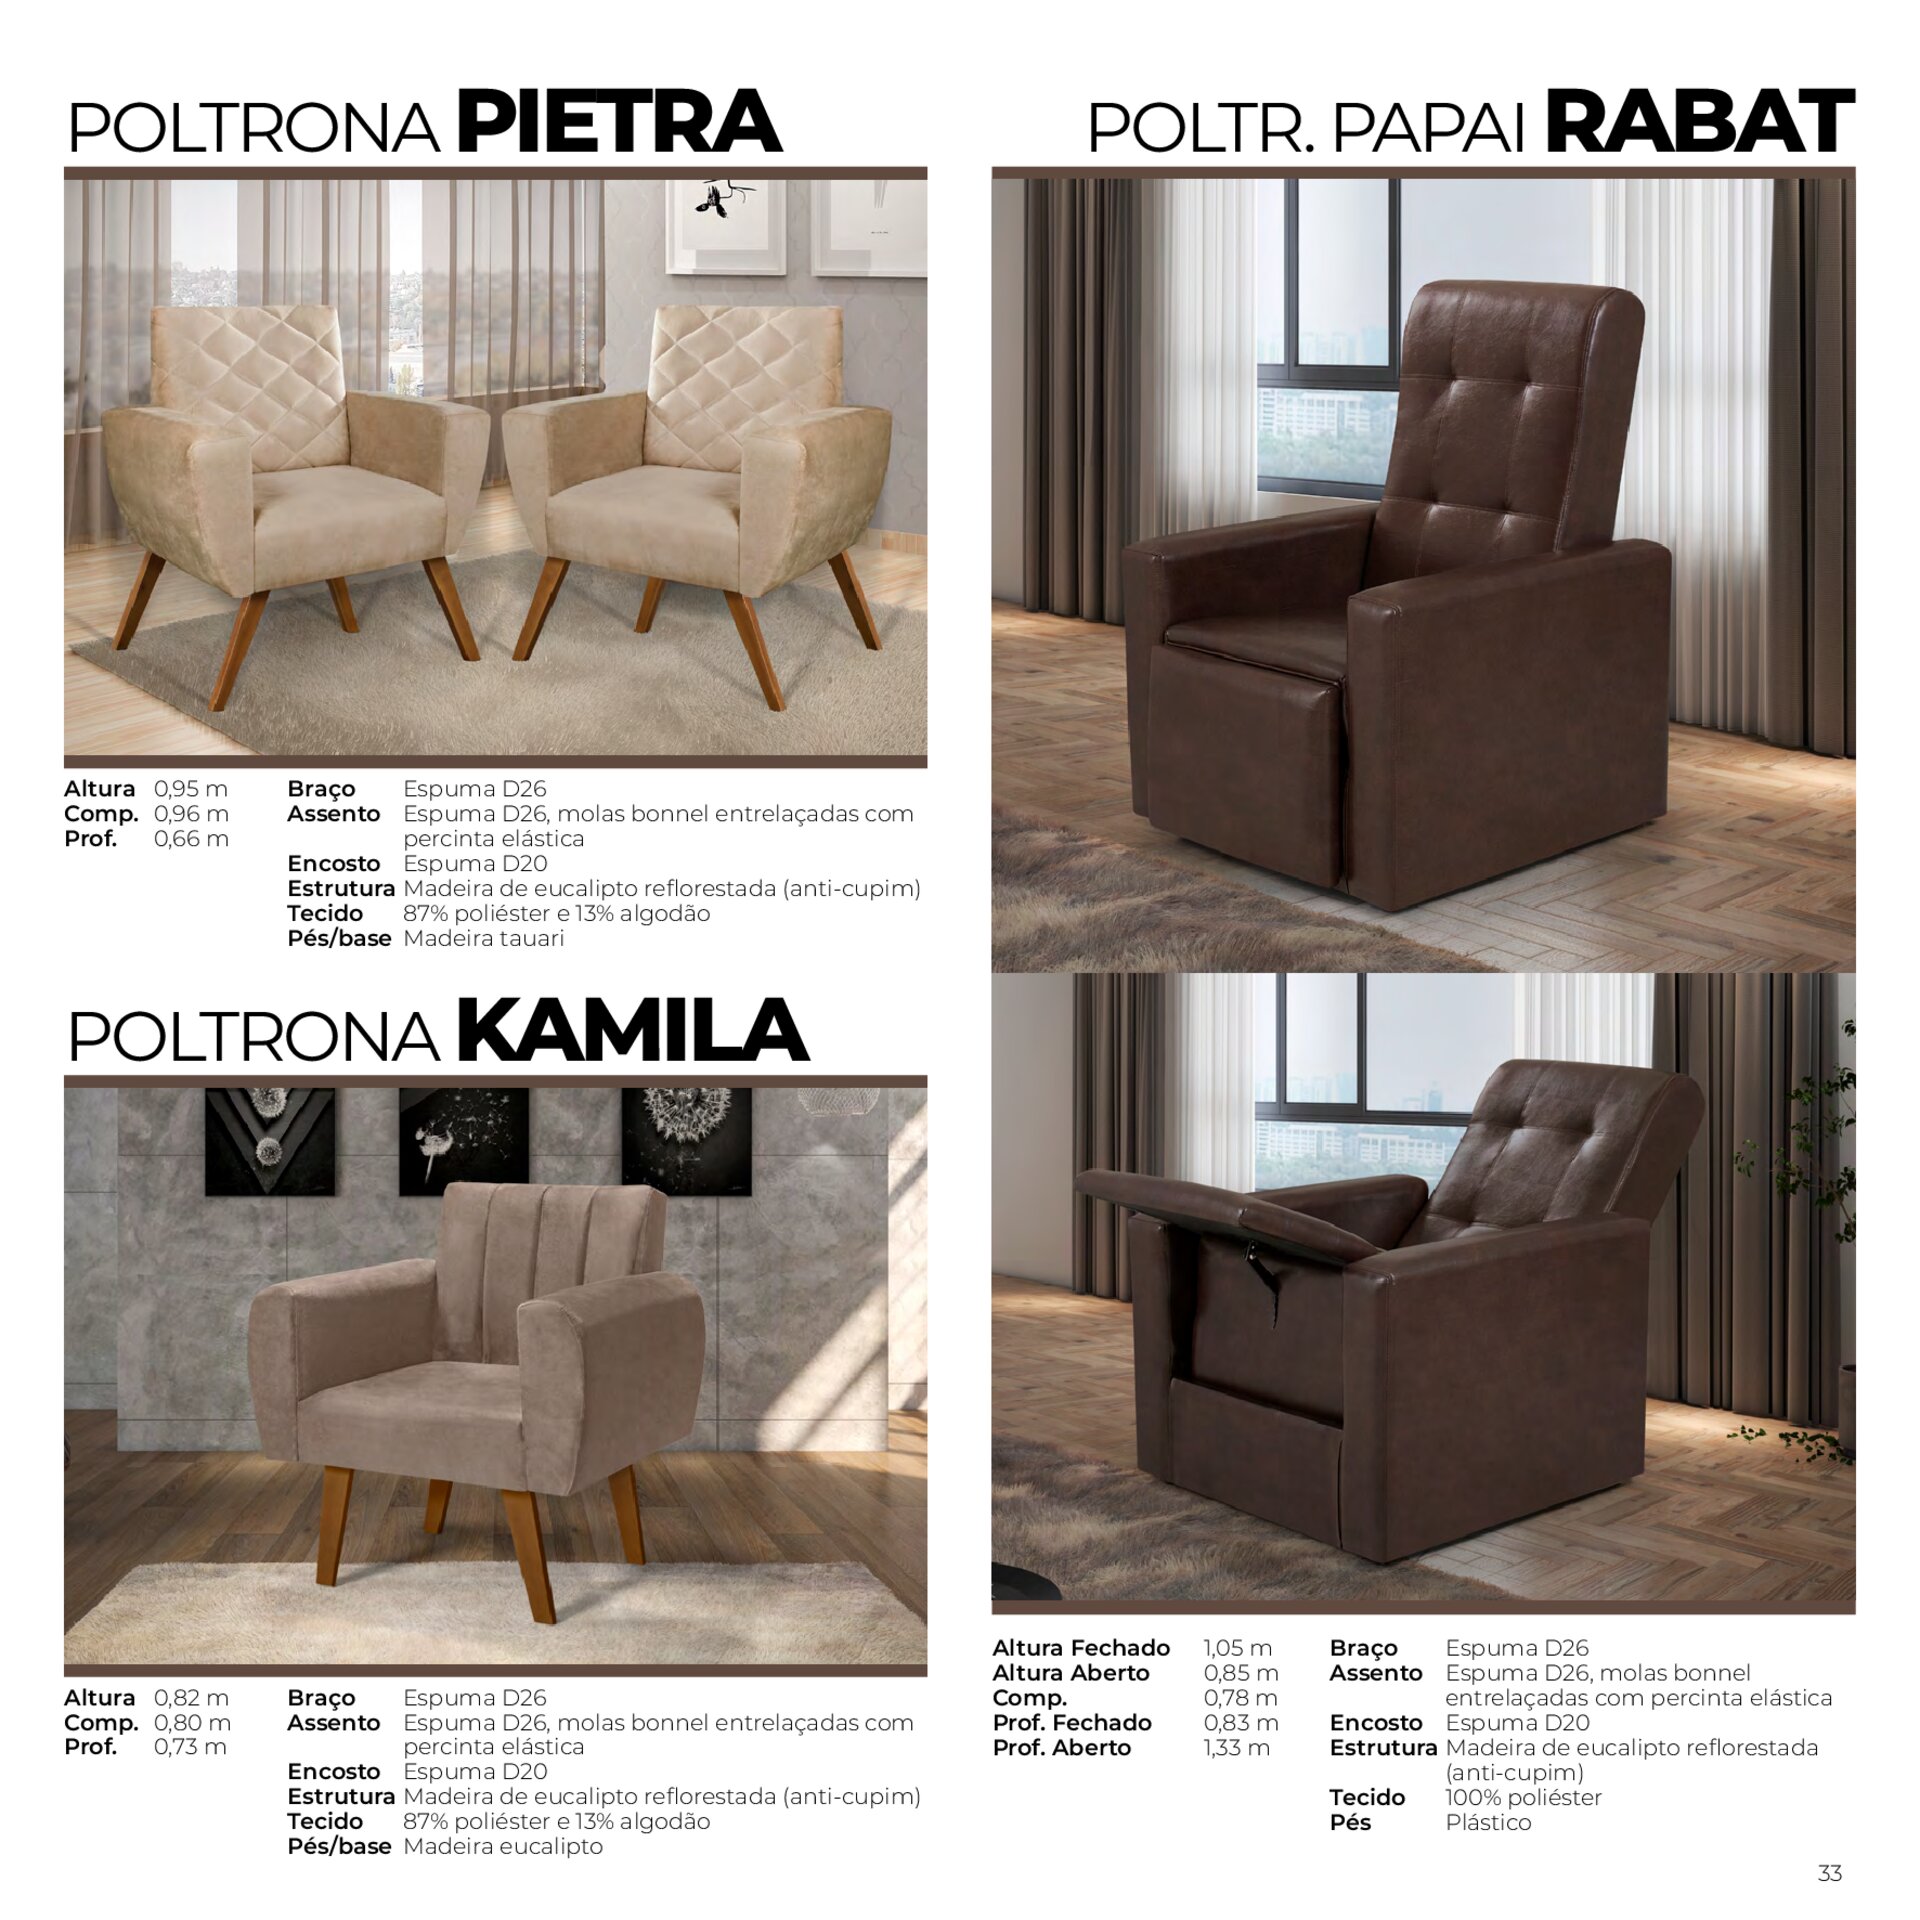 POLTRONA PIETRA
Altura 0,95 m
Comp. 0,96 m
Prof. 0,66 m
Braço Espuma D26
Assento Espuma D26, molas bonnel entrelaçadas com
percinta elástica
Encosto Espuma D20
Estrutura Madeira de eucalipto reflorestada (anti-cupim)
Tecido 87% poliéster e 13% algodão
Pés/base Madeira tauari
POLTRONA KAMILA
Altura 0,82 m
Comp. 0,80 m
Prof. 0,73 m
Braço Espuma D26
Assento Espuma D26, molas bonnel entrelaçadas com
percinta elástica
Encosto Espuma D20
Estrutura Madeira de eucalipto reflorestada (anti-cupim)
Tecido 87% poliéster e 13% algodão
Pés/base Madeira eucalipto
POLTR. PAPAI RABAT
Altura Fechado 1,05 m
Altura Aberto 0,85 m
Comp. 0,78 m
Prof. Fechado 0,83 m
Prof. Aberto 1,33 m
Braço Espuma D26
Assento Espuma D26, molas bonnel
entrelaçadas com percinta elástica
Encosto Espuma D20
Estrutura Madeira de eucalipto reflorestada
(anti-cupim)
Tecido 100% poliéster
Pés Plástico
33